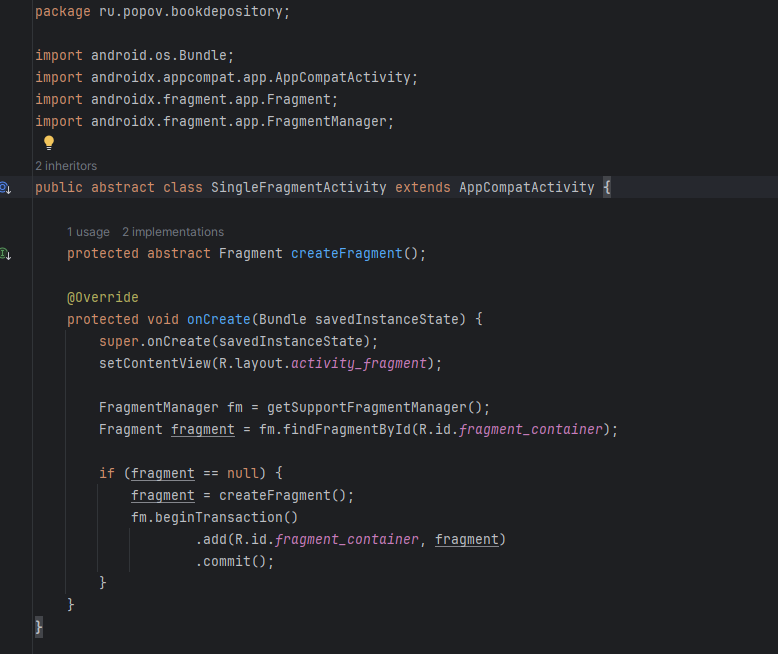 package ru.popov.bookdepository;
import android.os.Bundle;
import androidx.appcompat.app.AppCompatActivity;
import androidx.fragment.app.Fragment;
import androidx.fragment.app.FragmentManager;
2 inheritors
public abstract class SingleFragmentActivity extends AppCompatActivity {
1 usage   2 implementations
protected abstract Fragment createFragment();
@Override
protected void onCreate(Bundle savedInstanceState) {
super.onCreate(savedInstanceState);
setContentView(R.layout.activity_fragment);
FragmentManager fm = getSupportFragmentManager();
Fragment fragment = fm.findFragmentById(R.id.fragment_container);
if (fragment == null) {
fragment = createFragment();
fm.beginTransaction()
.add(R.id.fragment_container, fragment)
.commit();
}
}
}